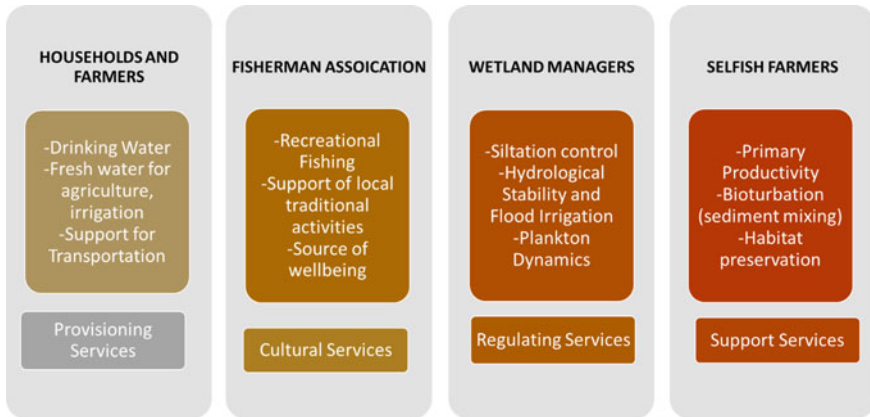 HOUSEHOLDS AND
FARMERS
-Drinking Water
-Fresh water for
agriculture,
irrigation
-Support for
Transportation
Provisioning
Services
FISHERMAN ASSOICATION
-Recreational
Fishing
-Support of local
traditional
activities
-Source of
wellbeing
Cultural Services
WETLAND MANAGERS
-Siltation control
-Hydrological
Stability and
Flood Irrigation
-Plankton
Dynamics
Regulating Services
SELFISH FARMERS
-Primary
Productivity
-Bioturbation
(sediment mixing)
-Habitat
preservation
Support Services